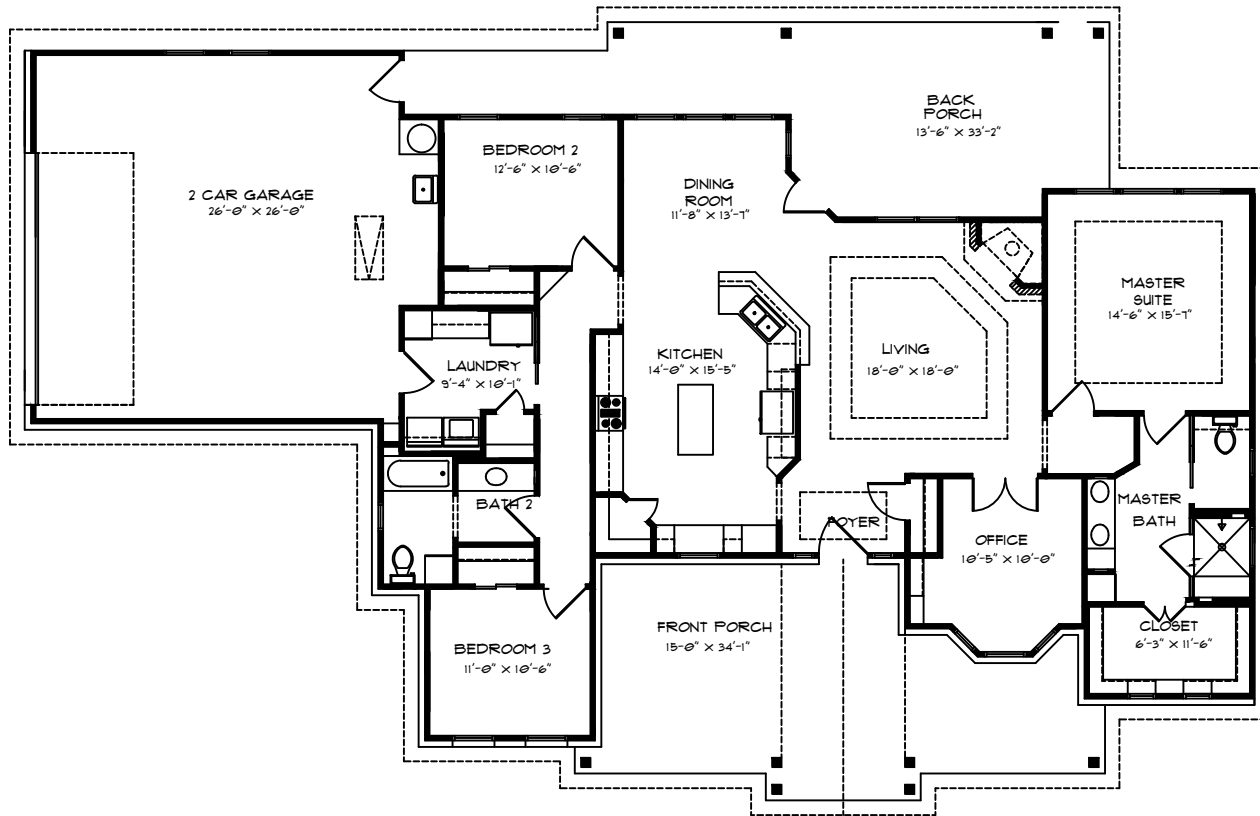 BACK
PORCH
13'-6" X 33'-2"
BEDROOM 2
12'-6" X 10'-6"
2 CAR GARAGE
26'-0" X 26'-0"
DINING
ROOM
11'-8" X 13'-7"
MASTER
SUITE
14'-6" X 15'-7"
LIVING
18'-0" X 18'-0"
KITCHEN
14'-0" X 15'-5"
LAUNDRY
9'-4" X 10'-1"
BATH 2
MASTER
BATH
FOYER
OFFICE
10'-5" X 10'-0"
FRONT PORCH
15'-0" X 34'-1"
CLOSET
6'-3" X 11'-6"
BEDROOM 3
11'-0" X 10'-6"